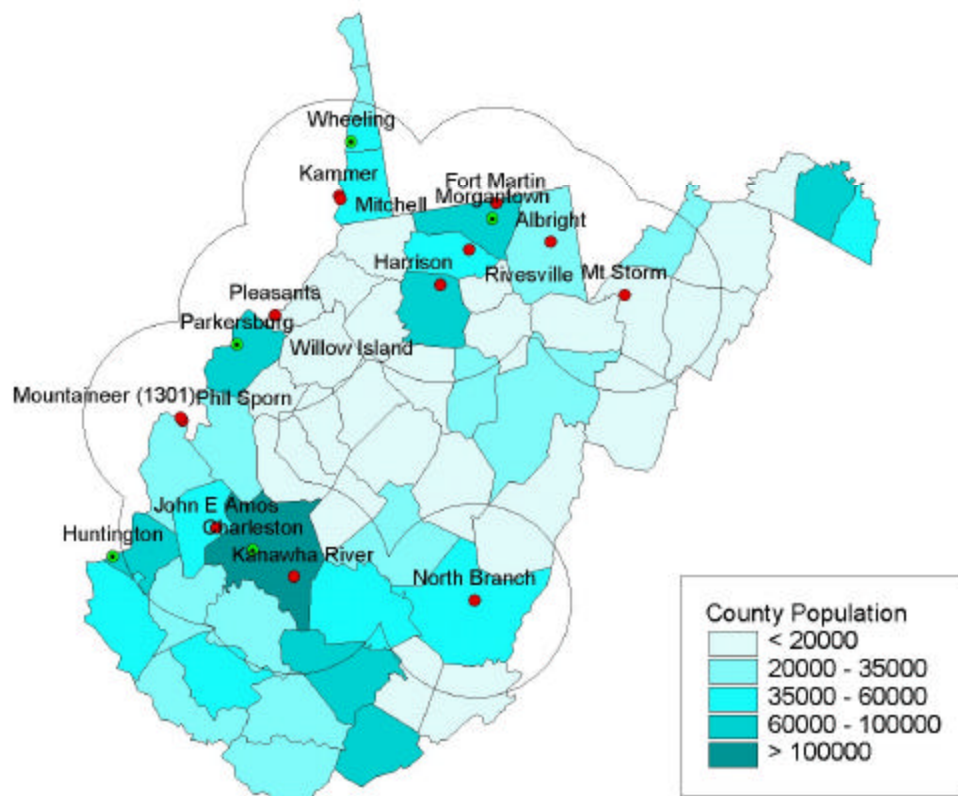 Wheeling
Kammer
Mitchell
Fort Martin
Morgantown
Albright
Harrison
Rivesville
Mt Storm
Pleasants
Parkersburg
Willow Island
Mountaineer (1301)
Phill Sporn
John E Amos
Charleston
Huntington
Kanawha River
North Branch
County Population
< 20000
20000 - 35000
35000 - 60000
60000 - 100000
> 100000